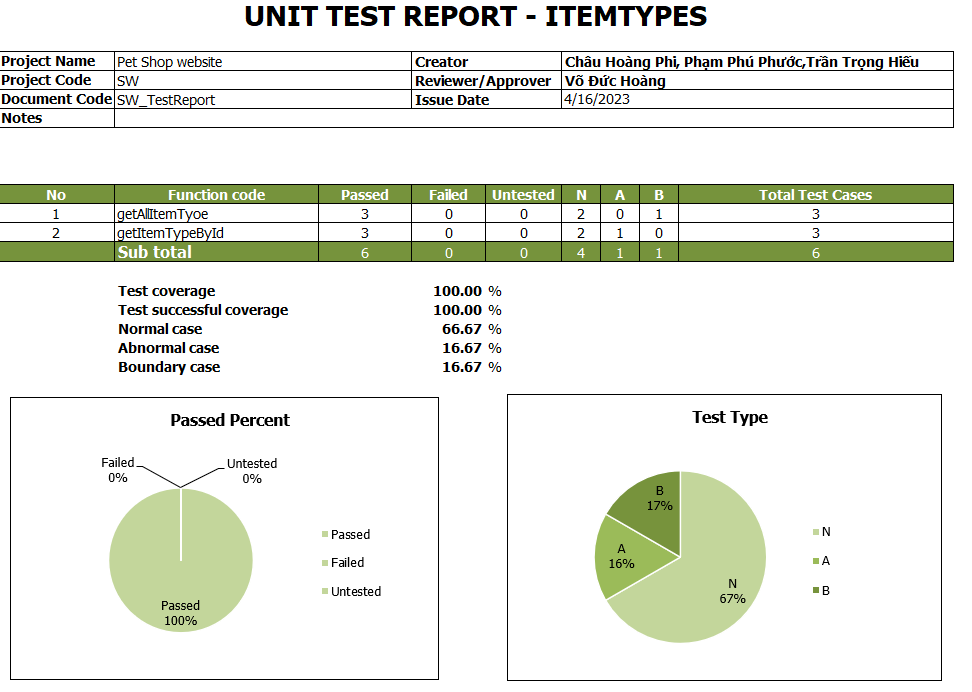 UNIT TEST REPORT - ITEMTYPES
Project Name Pet Shop website Creator Châu Hoàng Phi, Phạm Phú Phước,Trần Trọng Hiếu
Project Code SW Reviewer/Approver Võ Đức Hoàng
Document Code SW_TestReport Issue Date 4/16/2023
Notes
No Function code Passed Failed Untested N A B Total Test Cases
1 getAllItemTyoe 3 0 0 2 0 1 3
2 getItemTypeById 3 0 0 2 1 0 3
Sub total 6 0 0 4 1 1 6
Test coverage 100.00 %
Test successful coverage 100.00 %
Normal case 66.67 %
Abnormal case 16.67 %
Boundary case 16.67 %
Passed Percent
Failed
0%
Untested
0%
Passed
100%
Passed
Failed
Untested
Test Type
B
17%
A
16%
N
67%
N
A
B